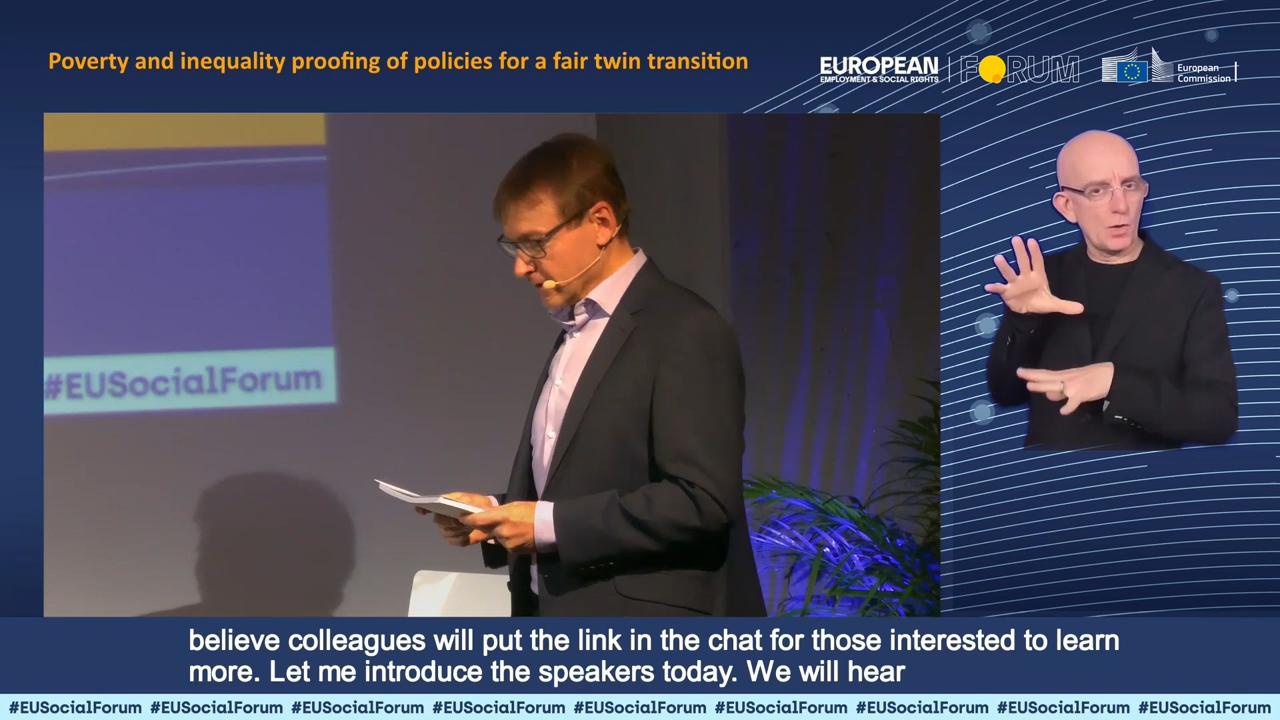 Poverty and inequality proofing of policies for a fair twin transition
EUROPEAN
EMPLOYMENT & SOCIAL RIGHTS
FORUM
European
Commission
#EUSocialForum
believe colleagues will put the link in the chat for those interested to learn
more. Let me introduce the speakers today. We will hear
#EUSocialForum #EUSocialForum #EUSocialForum #EUSocialForum #EUSocialForum #EUSocialForum #EUSocialForum #EUSocialForum #EUSocialForum